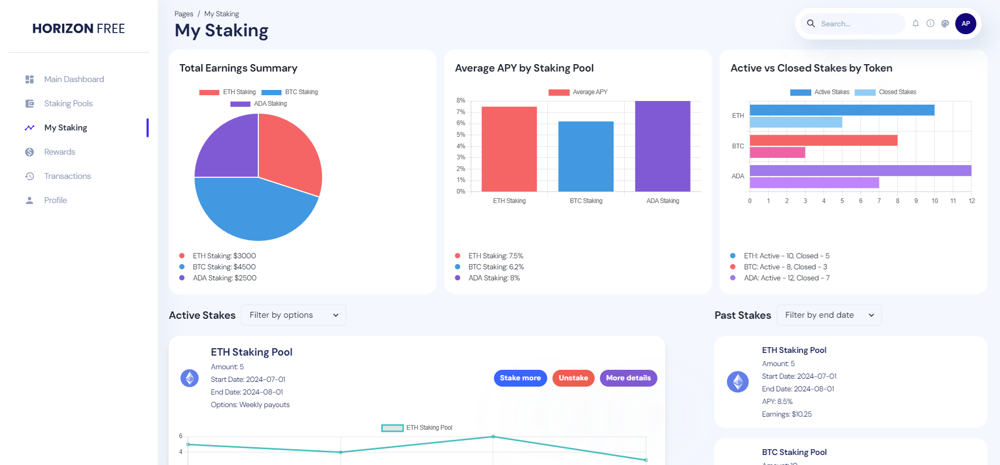 HORIZON FREE
Main Dashboard
Staking Pools
My Staking
Rewards
Transactions
Profile
Pages / My Staking
My Staking
Search...
AP
Total Earnings Summary
ETH Staking
BTC Staking
ADA Staking
ETH Staking: $3000
BTC Staking: $4500
ADA Staking: $2500
Average APY by Staking Pool
Average APY
8%
7%
6%
5%
4%
3%
2%
1%
0%
ETH Staking
BTC Staking
ADA Staking
ETH Staking: 7.5%
BTC Staking: 6.2%
ADA Staking: 8%
Active vs Closed Stakes by Token
Active Stakes
Closed Stakes
ETH
BTC
ADA
0 1 2 3 4 5 6 7 8 9 10 11 12
ETH: Active - 10, Closed - 5
BTC: Active - 8, Closed - 3
ADA: Active - 12, Closed - 7
Active Stakes
Filter by options
ETH Staking Pool
Amount: 5
Start Date: 2024-07-01
End Date: 2024-08-01
Options: Weekly payouts
Stake more
Unstake
More details
ETH Staking Pool
6
4
Past Stakes
Filter by end date
ETH Staking Pool
Amount: 5
Start Date: 2024-07-01
End Date: 2024-08-01
APY: 8.5%
Earnings: $10.25
BTC Staking Pool
Amount: 10